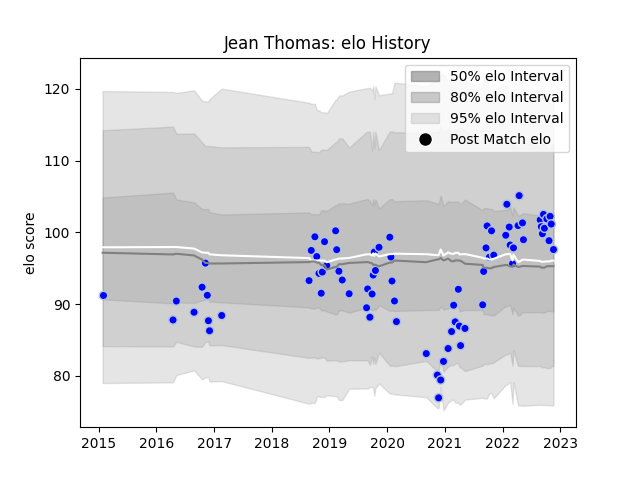 Jean Thomas: elo History
50% elo Interval
80% elo Interval
95% elo Interval
Post Match elo
elo score
120
110
100
90
80
2015 2016 2017 2018 2019 2020 2021 2022 2023